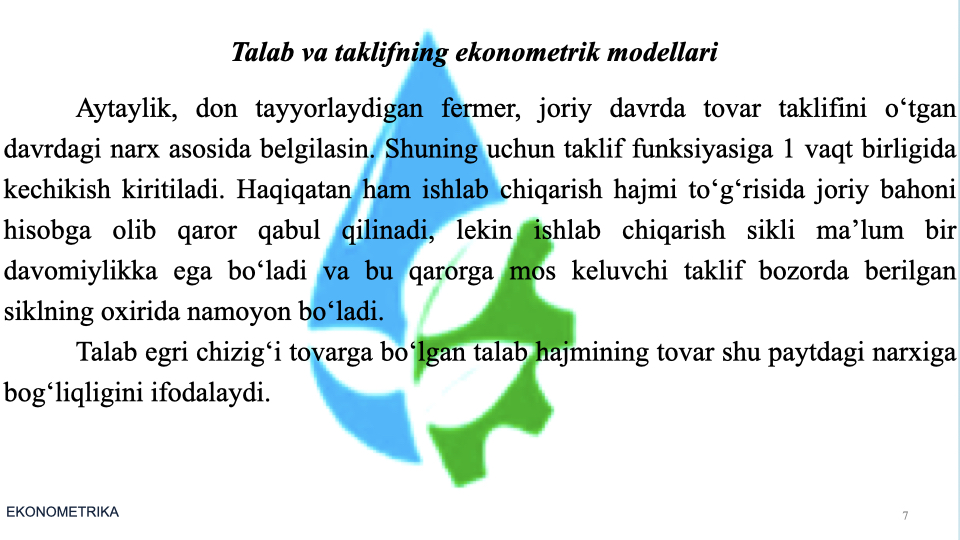 Talab va taklifning ekonometrik modellari
Aytaylik, don tayyorlaydigan fermer, joriy davrda tovar taklifini o‘tgan
davrdagi narx asosida belgilasin. Shuning uchun taklif funksiyasiga 1 vaqt birligida
kechikish kiritiladi. Haqiqatan ham ishlab chiqarish hajmi to‘g‘risida joriy bahoni
hisobga olib qaror qabul qilinadi, lekin ishlab chiqarish sikli ma’lum bir
davomiylikka ega bo‘ladi va bu qarorga mos keluvchi taklif bozorda berilgan
siklning oxirida namoyon bo‘ladi.
Talab egri chizig‘i tovarga bo‘lgan talab hajmining tovar shu paytdagi narxiga
bog‘liqligini ifodalaydi.
EKONOMETRIKA
7